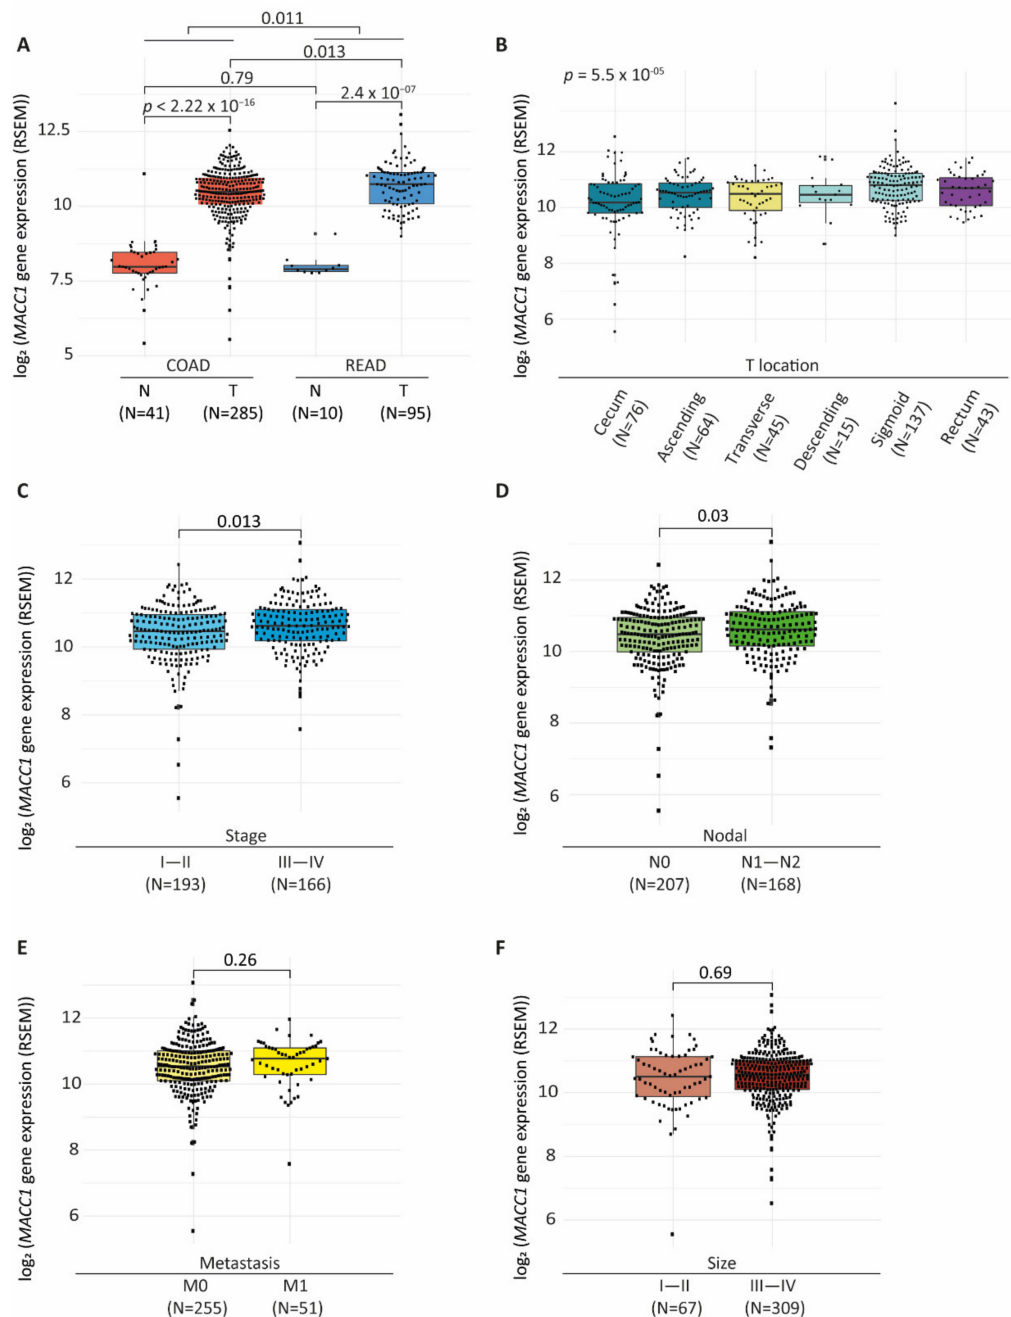 A
0.011
0.013
0.79
p < 2.22 x 10⁻¹⁶
2.4 x 10⁻⁰⁷
log₂ (MACC1 gene expression (RSEM))
12.5
10
7.5
5
COAD
READ
N
T
N
T
(N=41)
(N=285)
(N=10)
(N=95)
B
p = 5.5 x 10⁻⁰⁵
log₂ (MACC1 gene expression (RSEM))
12
10
8
6
T location
Cecum
(N=76)
Ascending
(N=64)
Transverse
(N=45)
Descending
(N=15)
Sigmoid
(N=137)
Rectum
(N=43)
C
0.013
log₂ (MACC1 gene expression (RSEM))
12
10
8
6
Stage
I—II
III—IV
(N=193)
(N=166)
D
0.03
log₂ (MACC1 gene expression (RSEM))
12
10
8
6
Nodal
N0
N1—N2
(N=207)
(N=168)
E
0.26
log₂ (MACC1 gene expression (RSEM))
12
10
8
6
Metastasis
M0
M1
(N=255)
(N=51)
F
0.69
log₂ (MACC1 gene expression (RSEM))
12
10
8
6
Size
I—II
III—IV
(N=67)
(N=309)